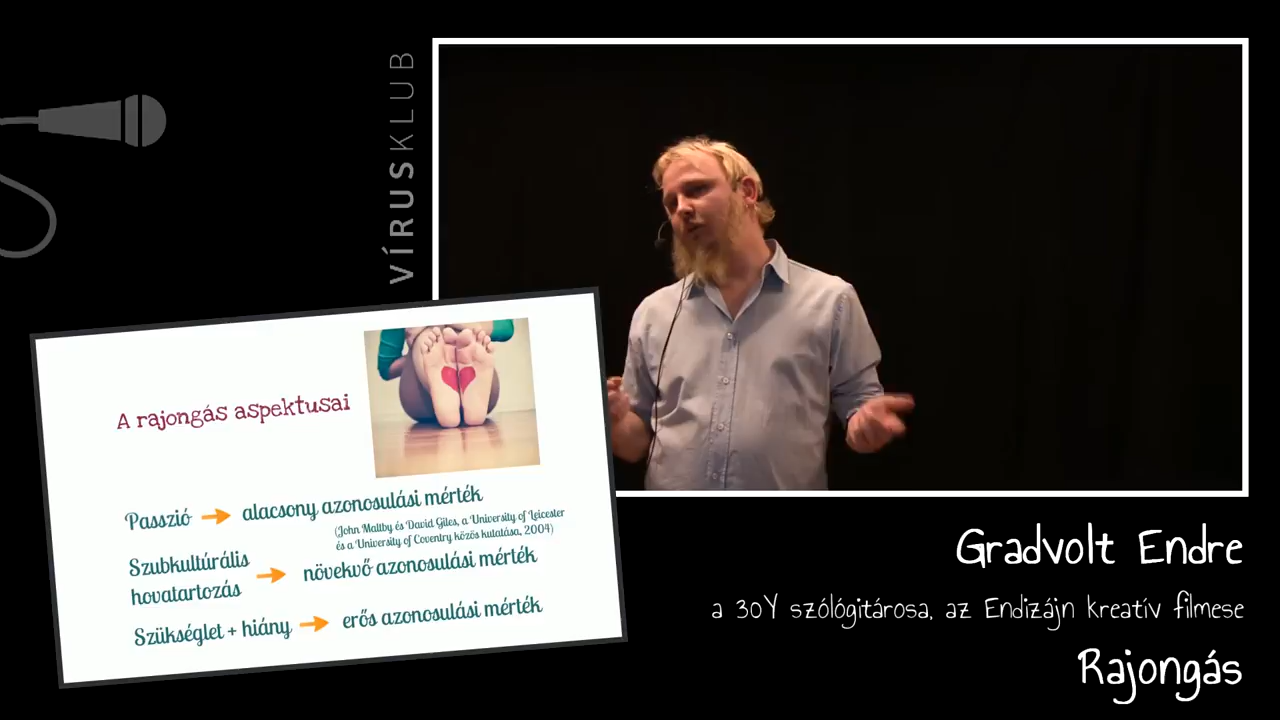 VÍRUSKLUB
A rajongás aspektusai
Passzió → alacsony azonosulási mérték
(John Maltby és David Giles, a University of Leicester
és a University of Coventry közös kutatása, 2004)
Szubkultúrális
hovatartozás → növekvő azonosulási mérték
Szükséglet + hiány → erős azonosulási mérték
Gradvolt Endre
a 30Y szólógitárosa, az Endizájn kreatív filmese
Rajongás